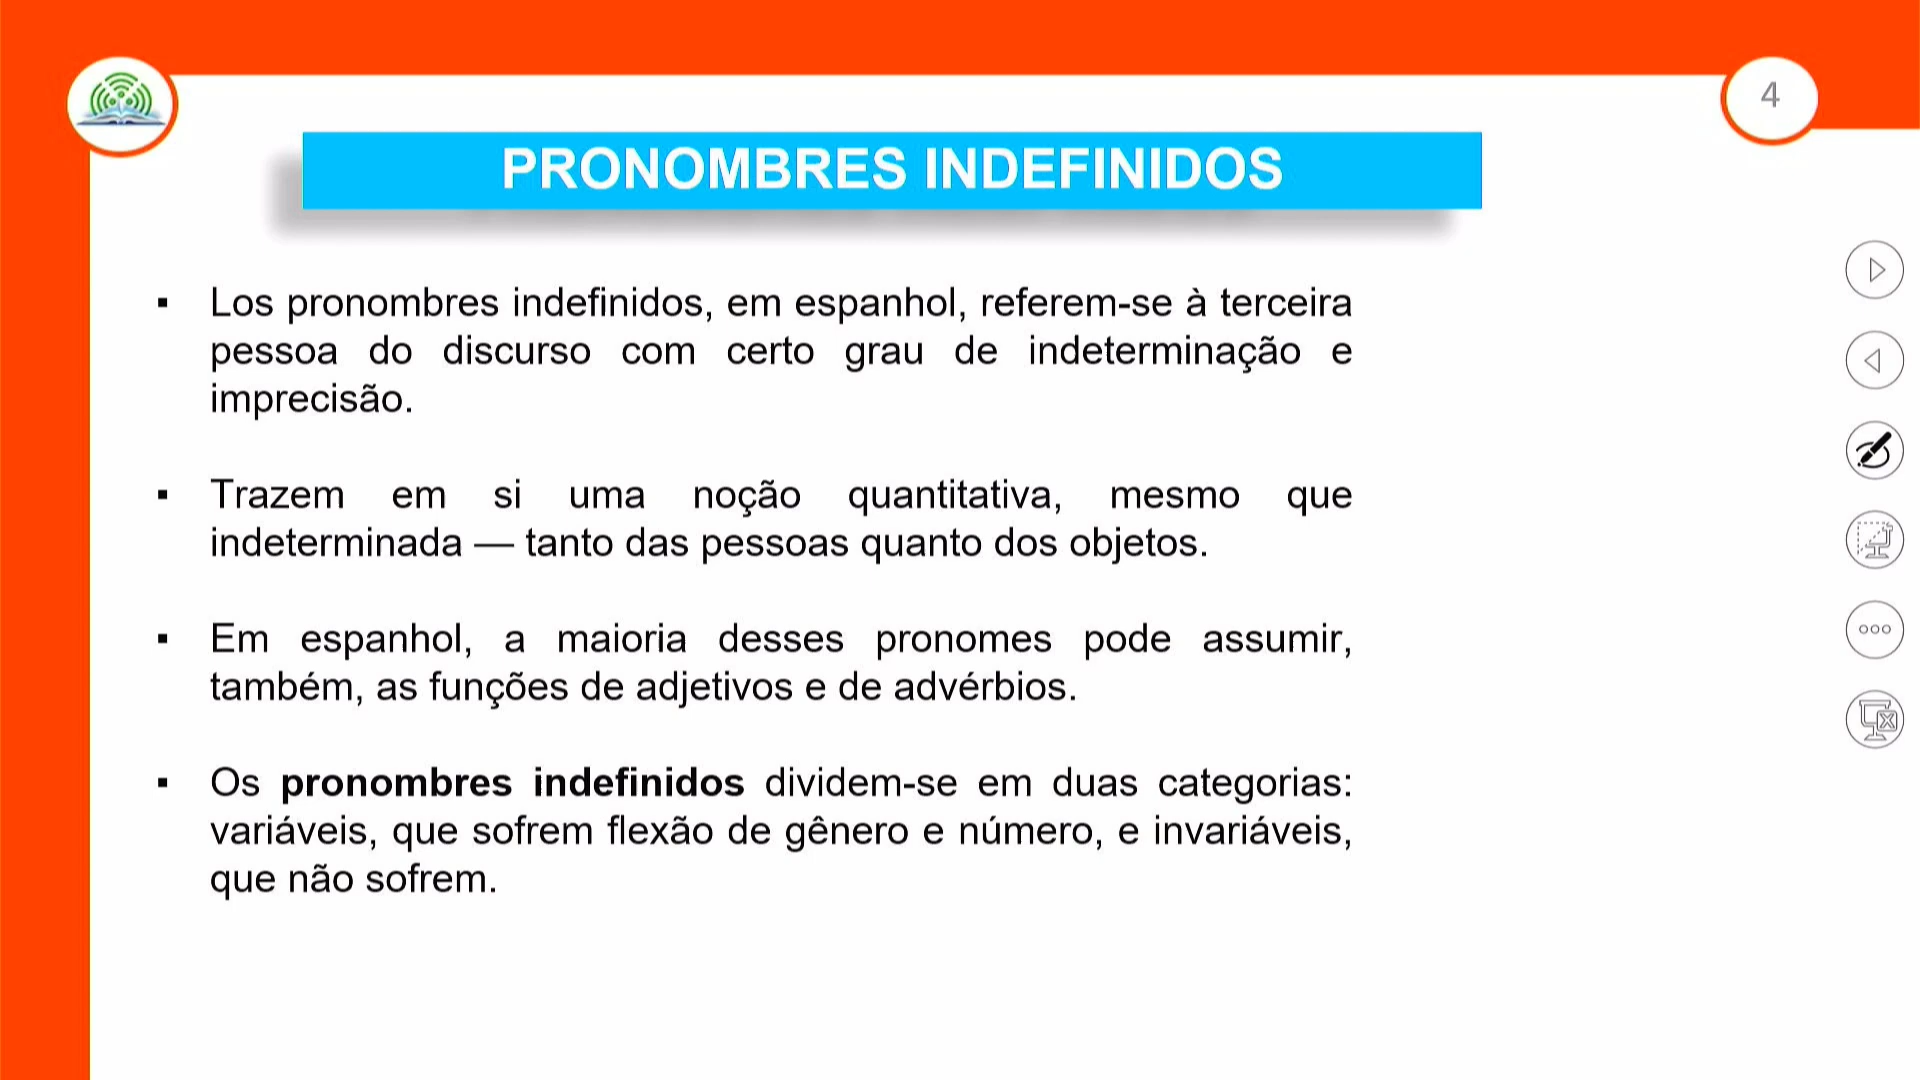 4
PRONOMBRES INDEFINIDOS
▪ Los pronombres indefinidos, em espanhol, referem-se à terceira
pessoa do discurso com certo grau de indeterminação e
imprecisão.
▪ Trazem em si uma noção quantitativa, mesmo que
indeterminada — tanto das pessoas quanto dos objetos.
▪ Em espanhol, a maioria desses pronomes pode assumir,
também, as funções de adjetivos e de advérbios.
▪ Os pronombres indefinidos dividem-se em duas categorias:
variáveis, que sofrem flexão de gênero e número, e invariáveis,
que não sofrem.